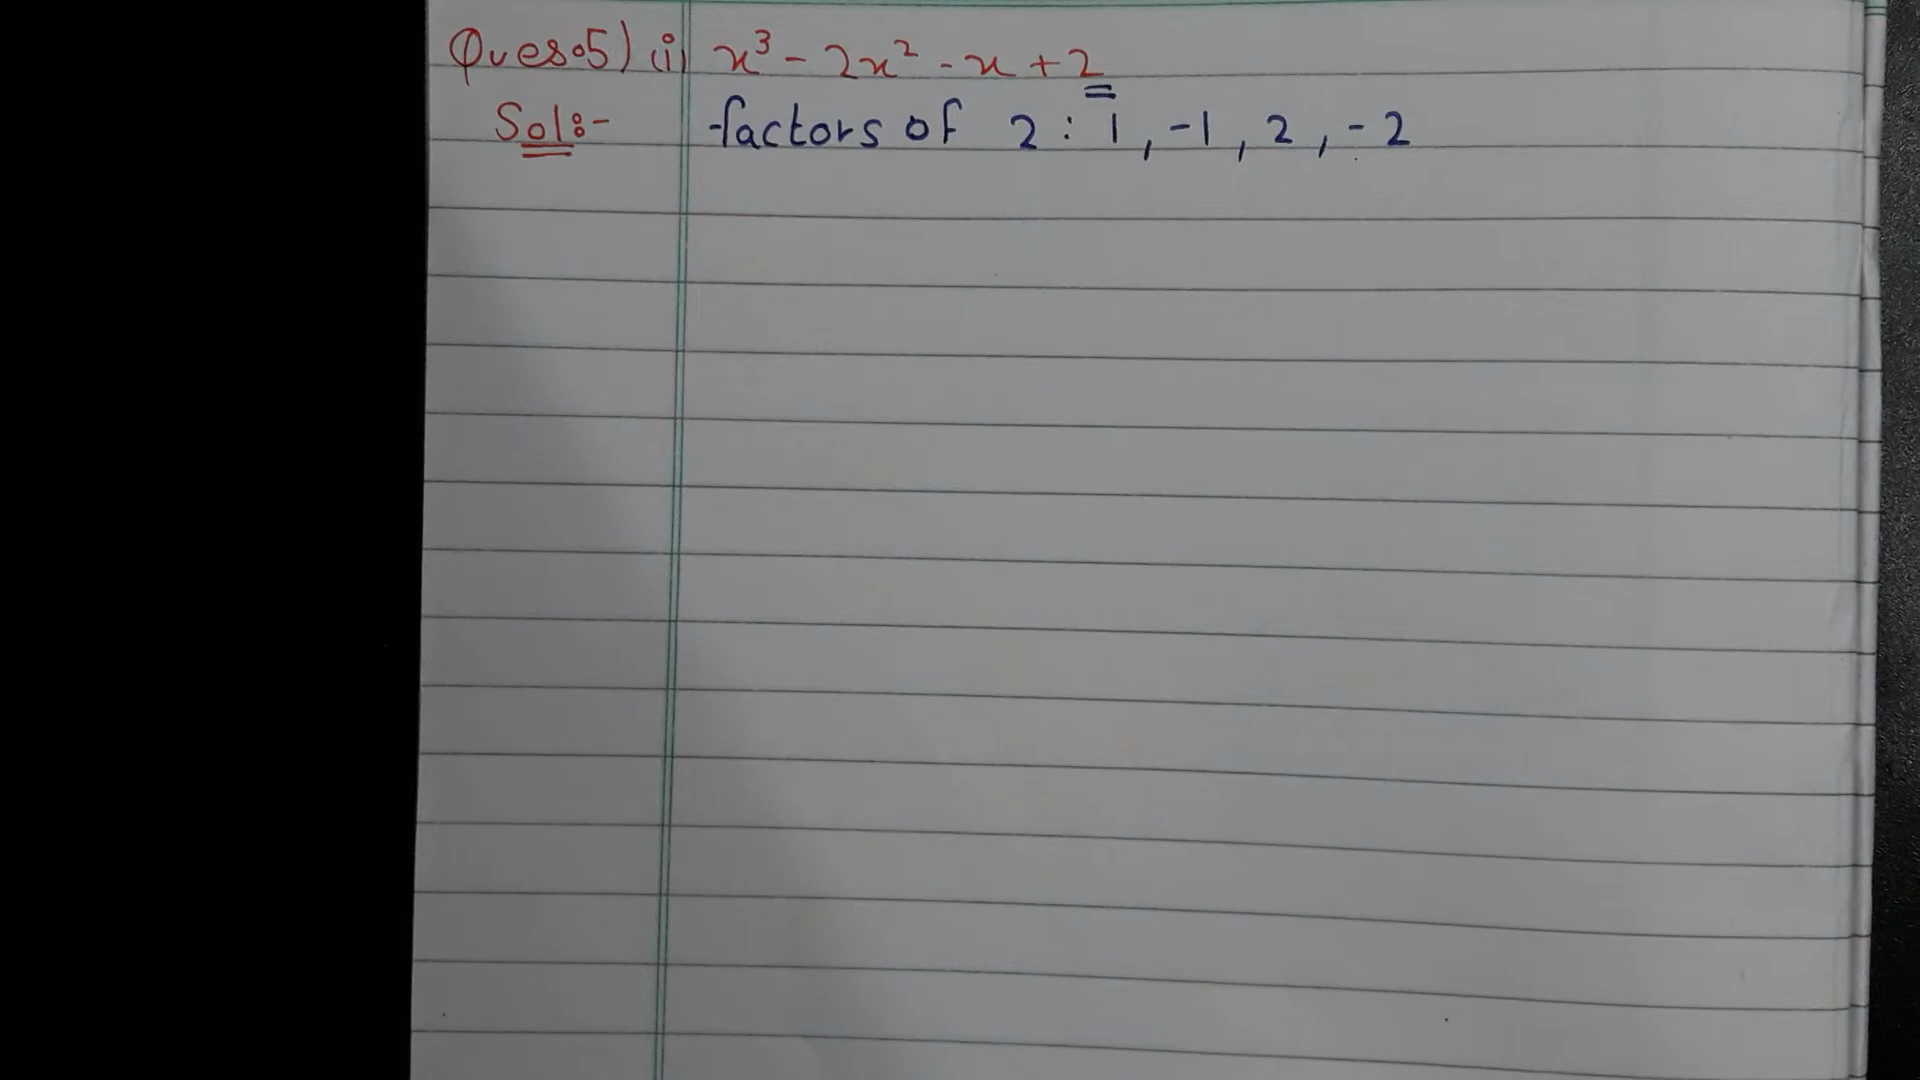 Ques.5) (i) x³ - 2x² - x + 2
Sol:- factors of 2 : 1, -1, 2, -2